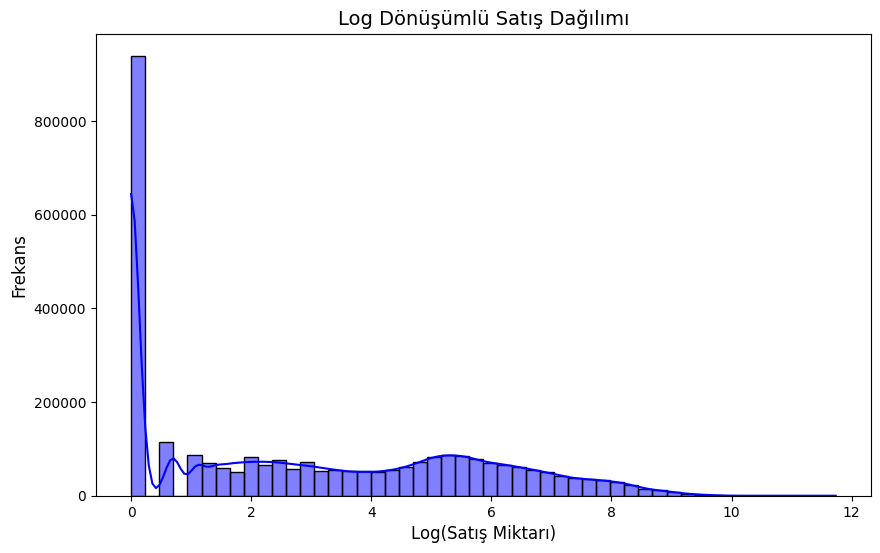 Log Dönüşümlü Satış Dağılımı
Frekans
800000
600000
400000
200000
0
0 2 4 6 8 10 12
Log(Satış Miktarı)